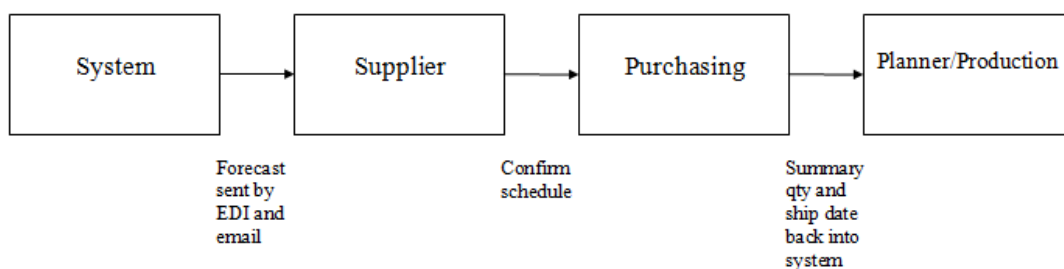 System
Supplier
Purchasing
Planner/Production
Forecast
sent by
EDI and
email
Confirm
schedule
Summary
qty and
ship date
back into
system